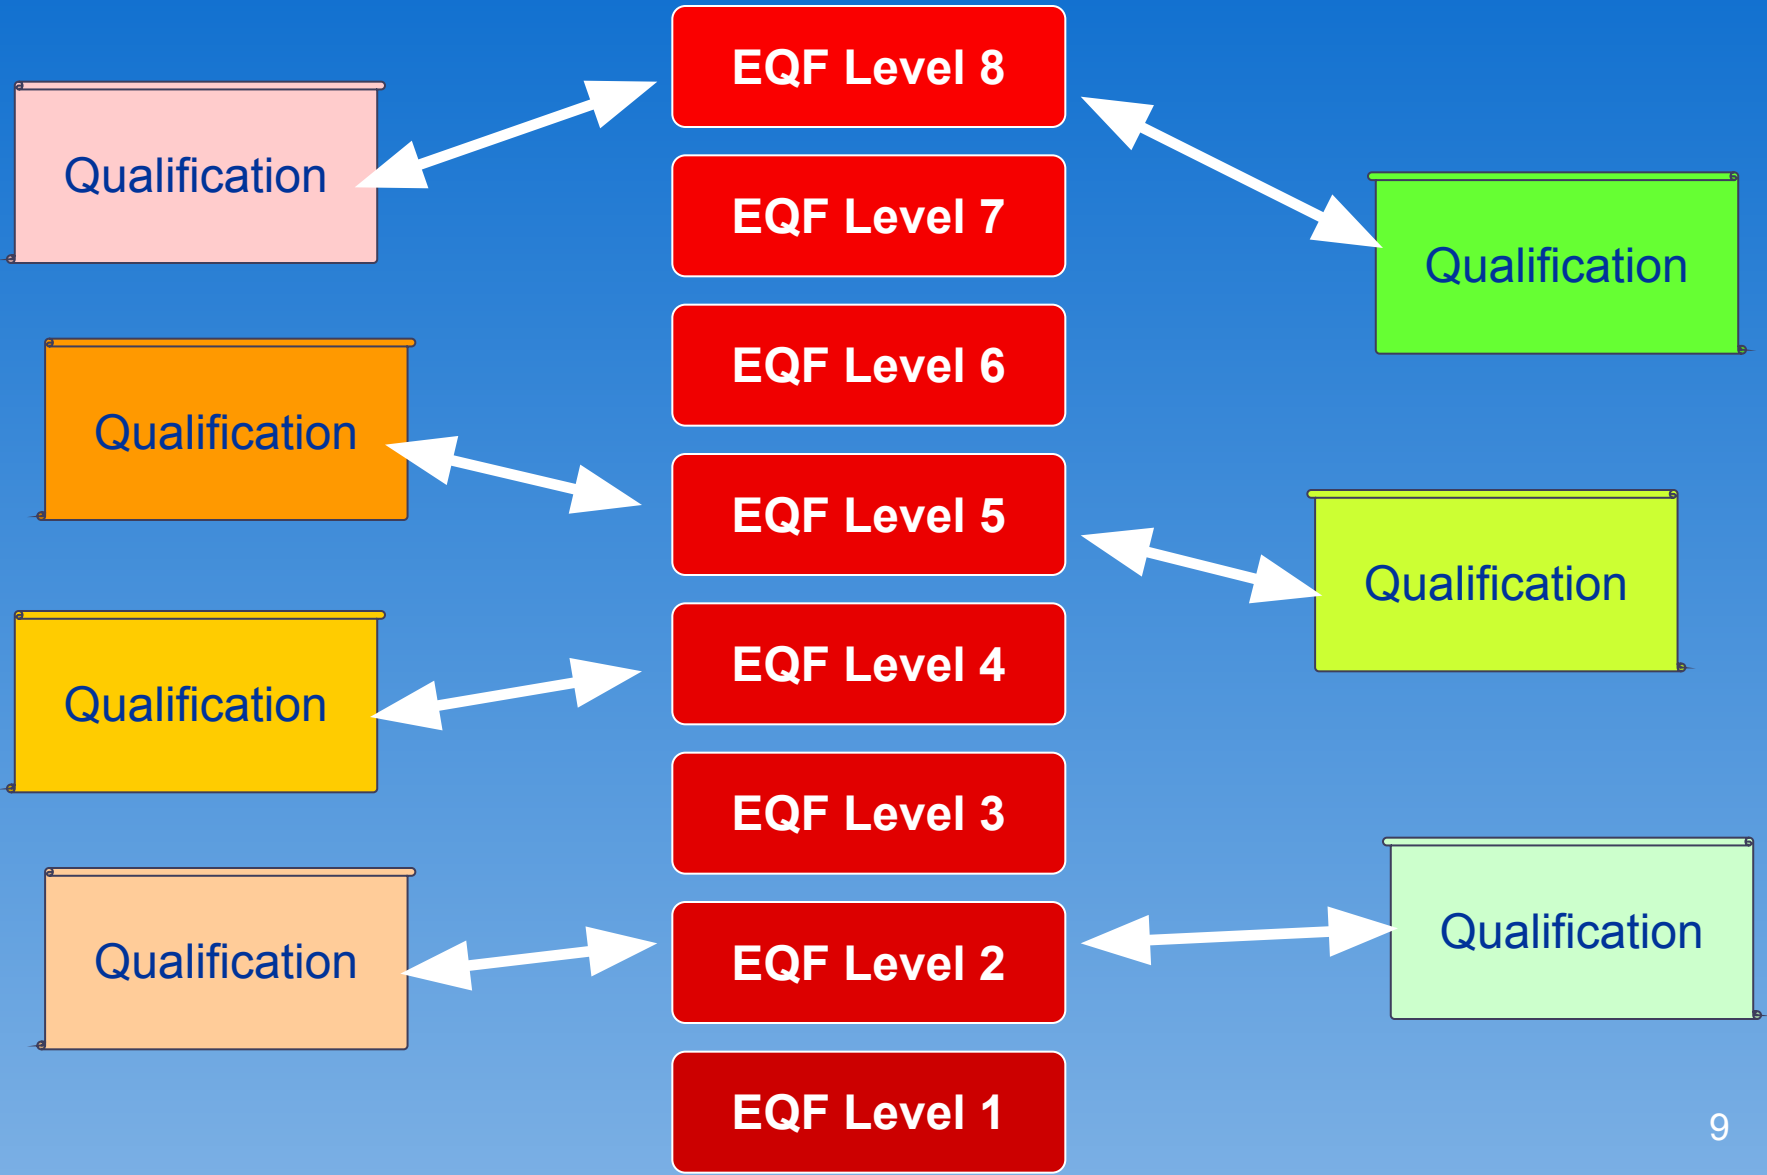 EQF Level 8
Qualification
EQF Level 7
Qualification
EQF Level 6
Qualification
EQF Level 5
Qualification
EQF Level 4
Qualification
EQF Level 3
Qualification
Qualification
EQF Level 2
EQF Level 1
9